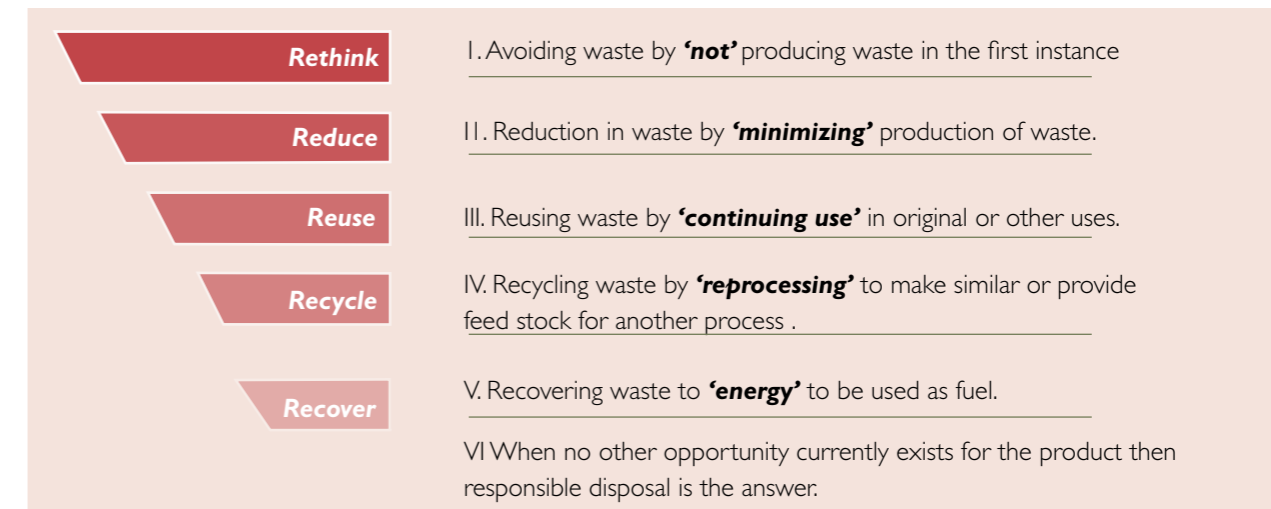 Rethink
I. Avoiding waste by ‘not’ producing waste in the first instance
Reduce
II. Reduction in waste by ‘minimizing’ production of waste.
Reuse
III. Reusing waste by ‘continuing use’ in original or other uses.
Recycle
IV. Recycling waste by ‘reprocessing’ to make similar or provide
feed stock for another process .
Recover
V. Recovering waste to ‘energy’ to be used as fuel.
VI When no other opportunity currently exists for the product then
responsible disposal is the answer.